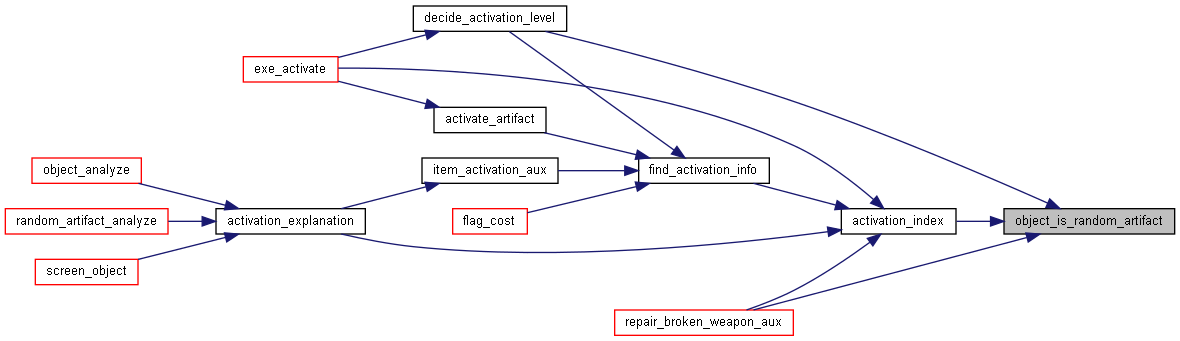 decide_activation_level
exe_activate
activate_artifact
object_analyze
item_activation_aux
find_activation_info
random_artifact_analyze
activation_explanation
flag_cost
activation_index
object_is_random_artifact
screen_object
repair_broken_weapon_aux